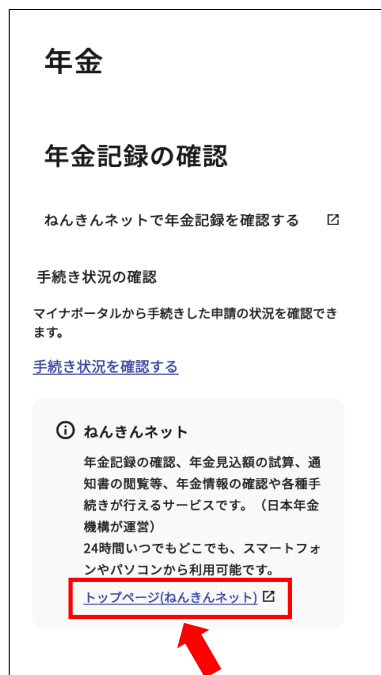 年金
年金記録の確認
ねんきんネットで年金記録を確認する
手続き状況の確認
マイナポータルから手続きした申請の状況を確認でき
ます。
手続き状況を確認する
ねんきんネット
年金記録の確認、年金見込額の試算、通
知書の閲覧等、年金情報の確認や各種手
続きが行えるサービスです。（日本年金
機構が運営）
24時間いつでもどこでも、スマートフォ
ンやパソコンから利用可能です。
トップページ(ねんきんネット)